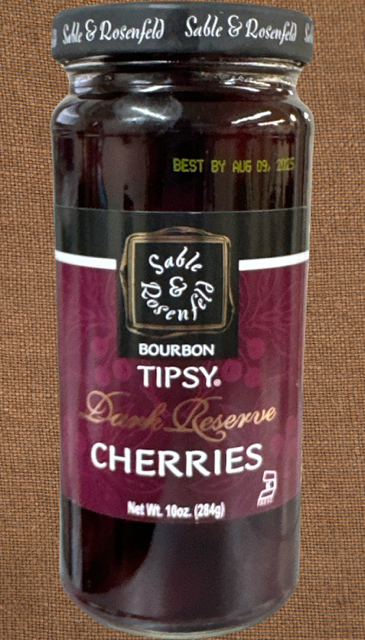 Sable & Rosenfeld Sable & Rosenfeld
BEST BY AUG 09, 2025
Sable
&
Rosenfeld
BOURBON
TIPSY®
Dark Reserve
CHERRIES
Net Wt. 10oz. (284g)